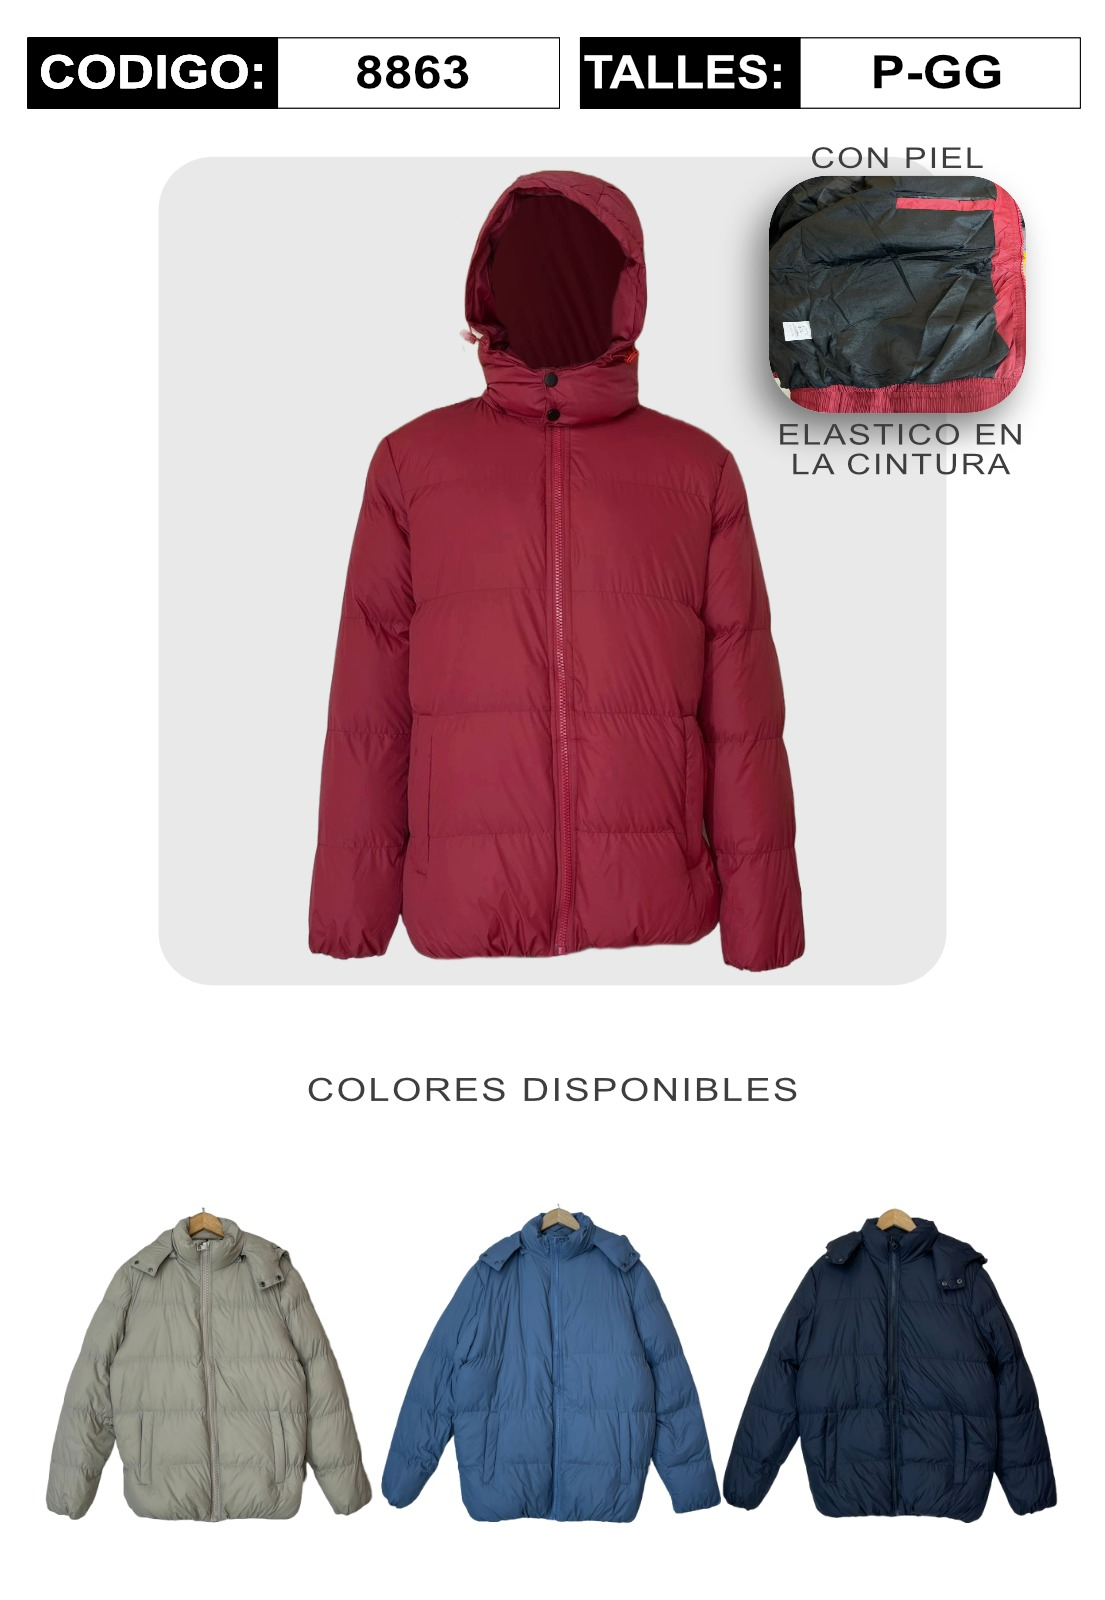 CODIGO: 8863
TALLES: P-GG
CON PIEL
ELASTICO EN
LA CINTURA
COLORES DISPONIBLES